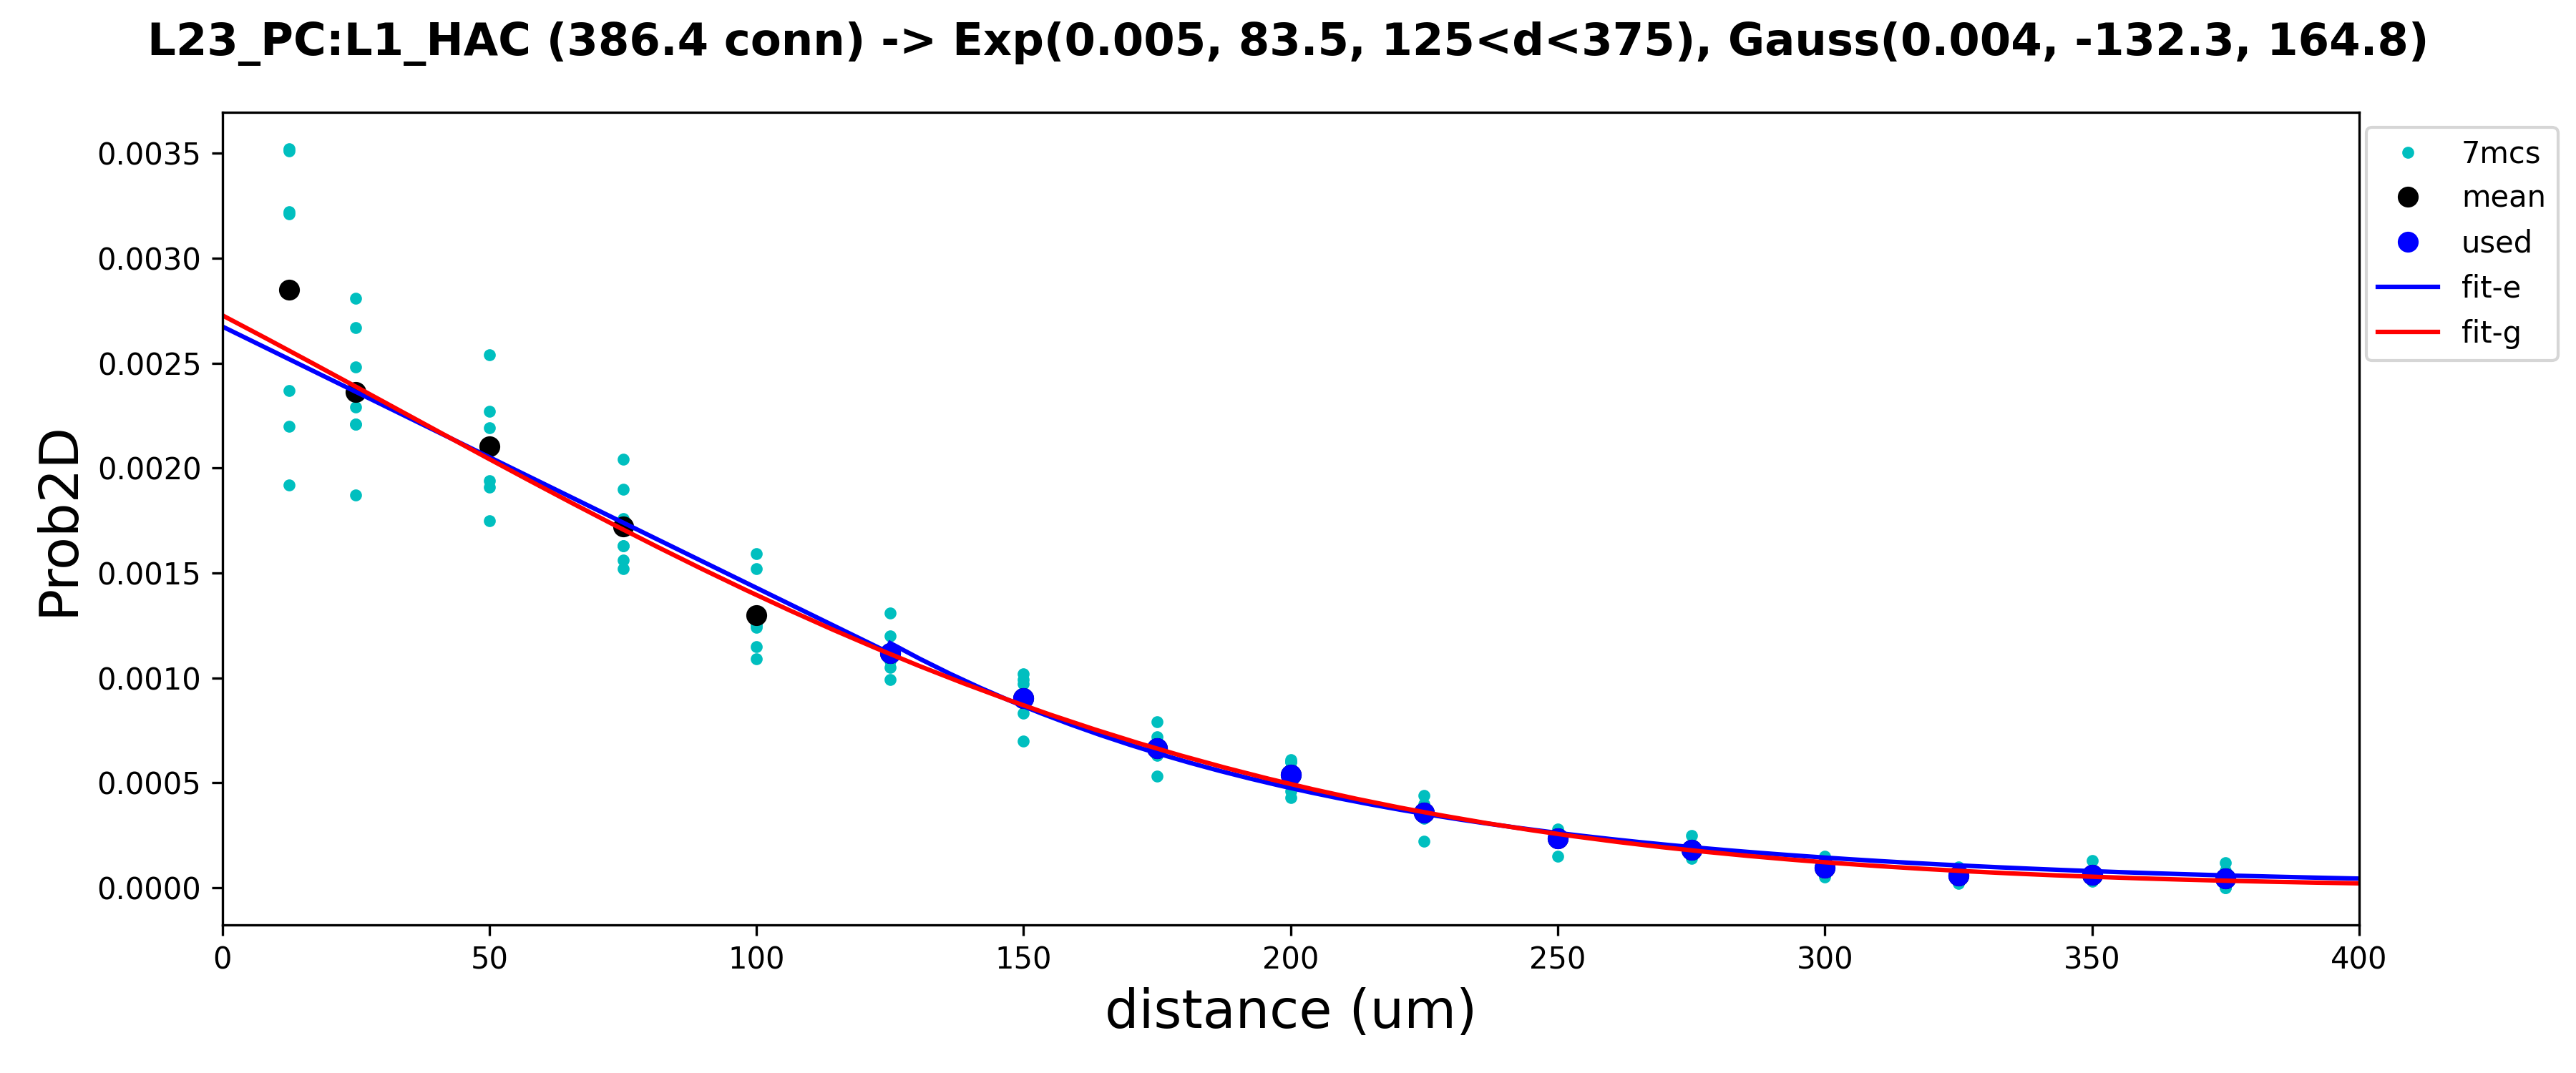 L23_PC:L1_HAC (386.4 conn) -> Exp(0.005, 83.5, 125<d<375), Gauss(0.004, -132.3, 164.8)
0.0035
0.0030
0.0025
0.0020
0.0015
0.0010
0.0005
0.0000
Prob2D
0 50 100 150 200 250 300 350 400
distance (um)
7mcs
mean
used
fit-e
fit-g